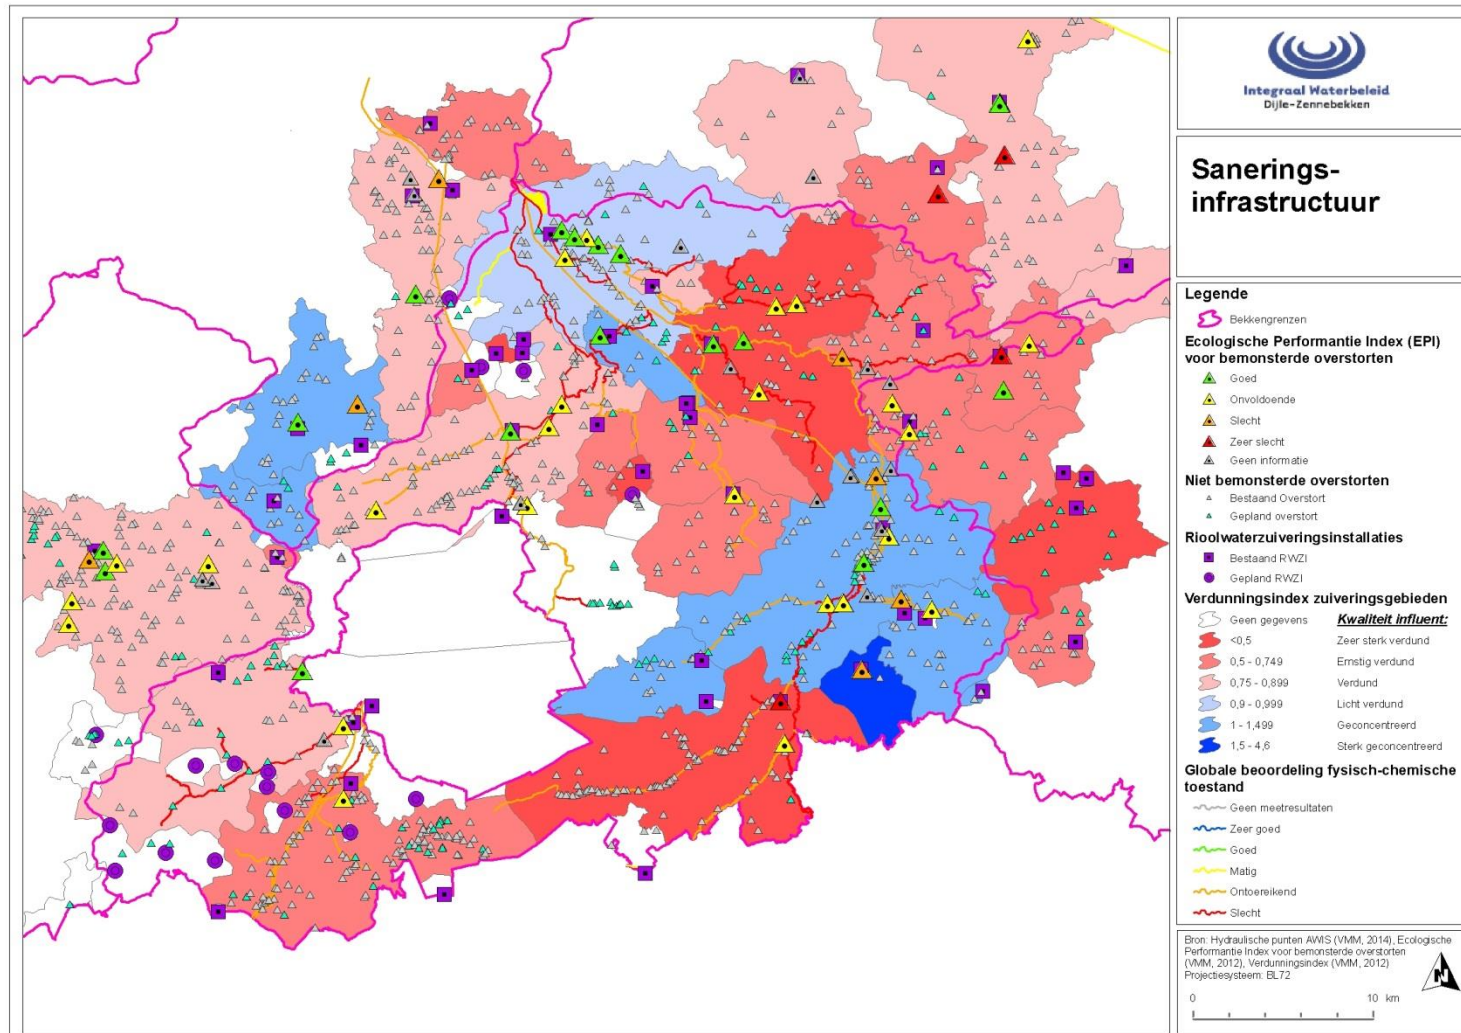 Integraal Waterbeleid
Dijle-Zennebekken
Sanerings-
infrastructuur
Legende
Bekkengrenzen
Ecologische Performantie Index (EPI)
voor bemonsterde overstorten
Goed
Onvoldoende
Slecht
Zeer slecht
Geen informatie
Niet bemonsterde overstorten
Bestaand Overstort
Gepland overstort
Rioolwaterzuiveringsinstallaties
Bestaand RWZI
Gepland RWZI
Verdunningsindex zuiveringsgebieden
Geen gegevens Kwaliteit influent:
<0,5 Zeer sterk verdund
0,5 - 0,749 Ernstig verdund
0,75 - 0,899 Verdund
0,9 - 0,999 Licht verdund
1 - 1,499 Geconcentreerd
1,5 - 4,6 Sterk geconcentreerd
Globale beoordeling fysisch-chemische
toestand
Geen meetresultaten
Zeer goed
Goed
Matig
Ontoereikend
Slecht
Bron: Hydraulische punten AWIS (VMM, 2014), Ecologische
Performantie Index voor bemonsterde overstorten
(VMM, 2012), Verdunningsindex (VMM, 2012)
Projectiesysteem: BL72
N
0 10 km